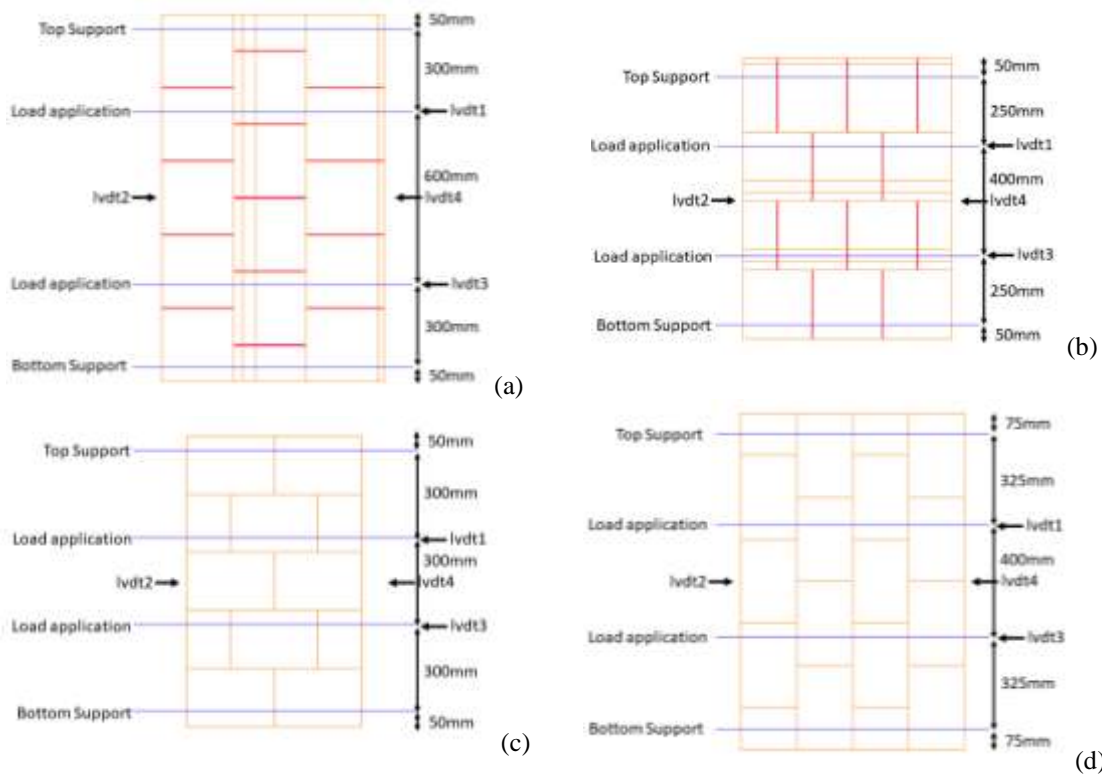 50mm
Top Support
300mm
Load application
lvdt1
600mm
lvdt2
lvdt4
Load application
lvdt3
300mm
Bottom Support
50mm
(a)
50mm
Top Support
250mm
Load application
lvdt1
400mm
lvdt2
lvdt4
Load application
lvdt3
250mm
Bottom Support
50mm
(b)
50mm
Top Support
300mm
Load application
lvdt1
300mm
lvdt2
lvdt4
Load application
lvdt3
300mm
Bottom Support
50mm
(c)
75mm
Top Support
325mm
Load application
lvdt1
400mm
lvdt2
lvdt4
Load application
lvdt3
325mm
Bottom Support
75mm
(d)